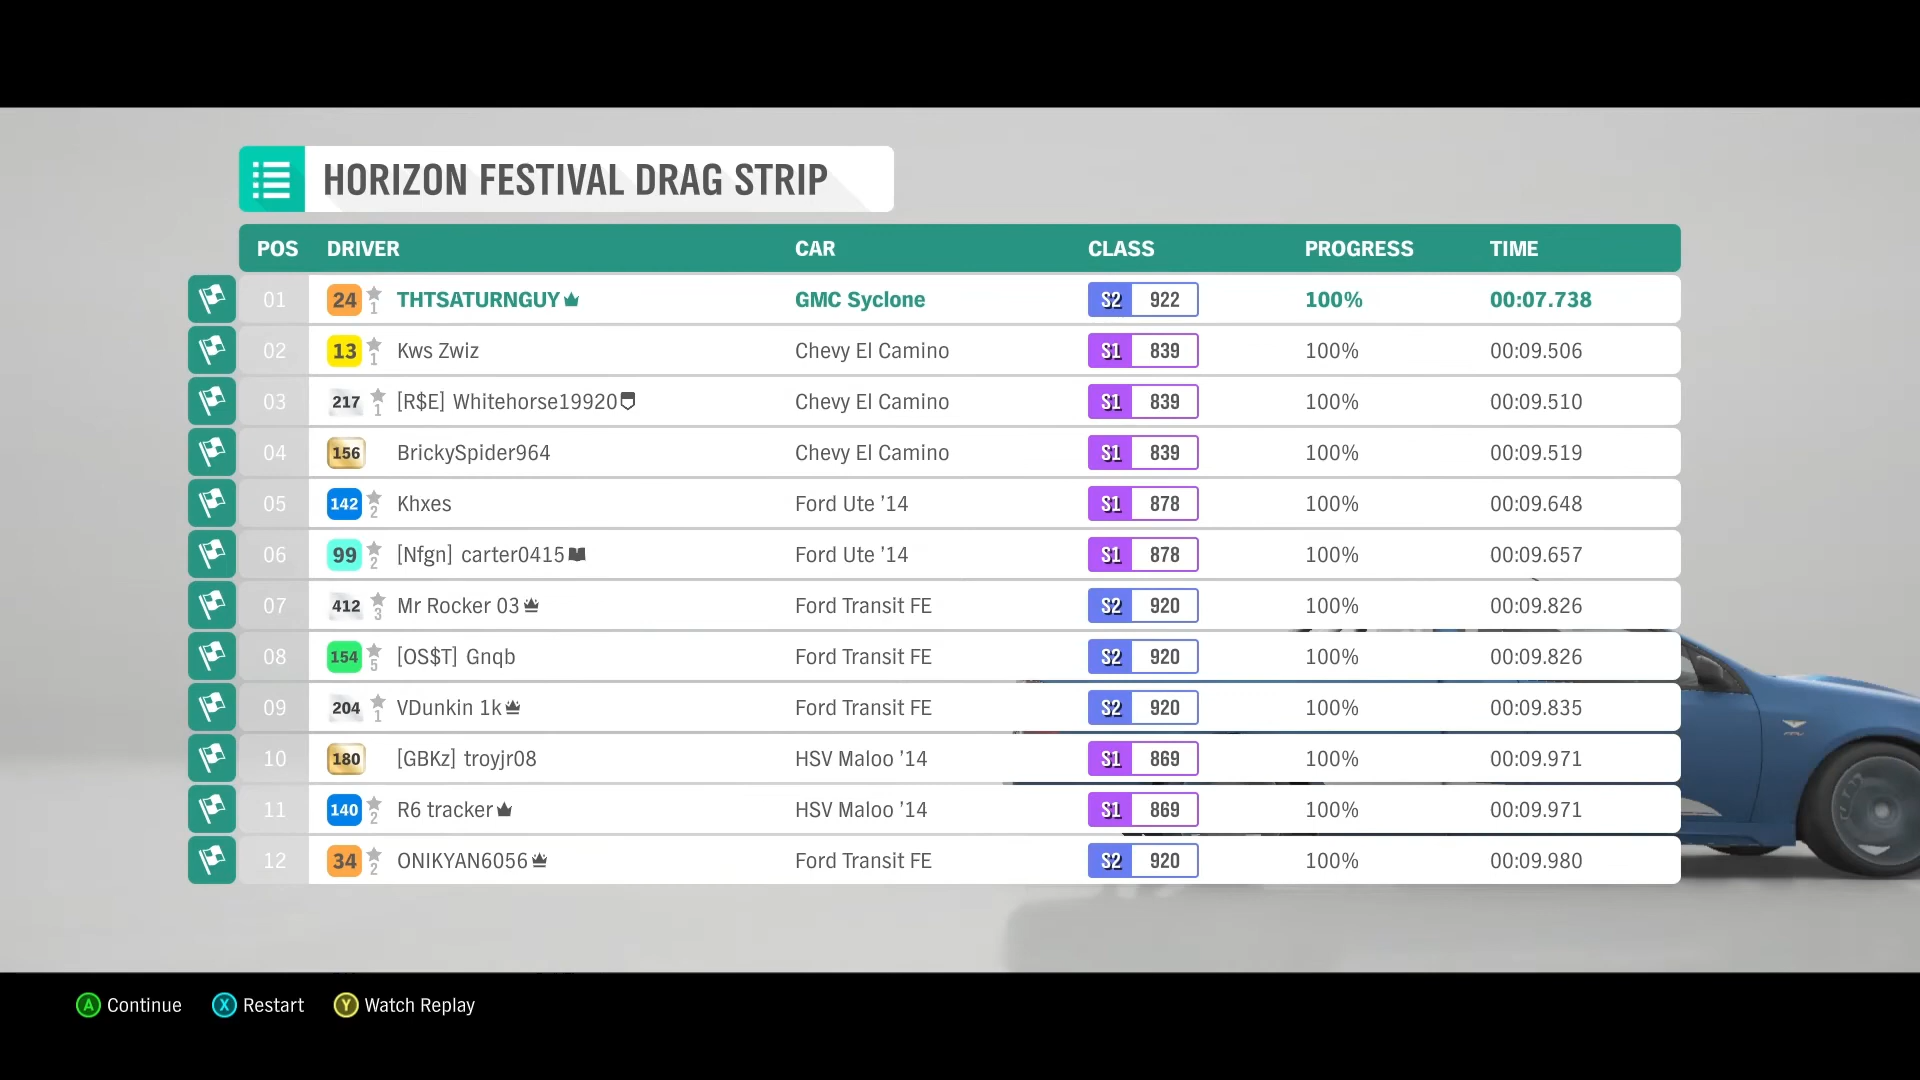 HORIZON FESTIVAL DRAG STRIP
POS DRIVER CAR CLASS PROGRESS TIME
01 24 1 THTSATURNGUY GMC Syclone S2 922 100% 00:07.738
02 13 1 Kws Zwiz Chevy El Camino S1 839 100% 00:09.506
03 217 1 [R$E] Whitehorse19920 Chevy El Camino S1 839 100% 00:09.510
04 156 BrickySpider964 Chevy El Camino S1 839 100% 00:09.519
05 142 2 Khxes Ford Ute ’14 S1 878 100% 00:09.648
06 99 2 [Nfgn] carter0415 Ford Ute ’14 S1 878 100% 00:09.657
07 412 3 Mr Rocker 03 Ford Transit FE S2 920 100% 00:09.826
08 154 5 [OS$T] Gnqb Ford Transit FE S2 920 100% 00:09.826
09 204 1 VDunkin 1k Ford Transit FE S2 920 100% 00:09.835
10 180 [GBKz] troyjr08 HSV Maloo ’14 S1 869 100% 00:09.971
11 140 2 R6 tracker HSV Maloo ’14 S1 869 100% 00:09.971
12 34 2 ONIKYAN6056 Ford Transit FE S2 920 100% 00:09.980
A Continue X Restart Y Watch Replay